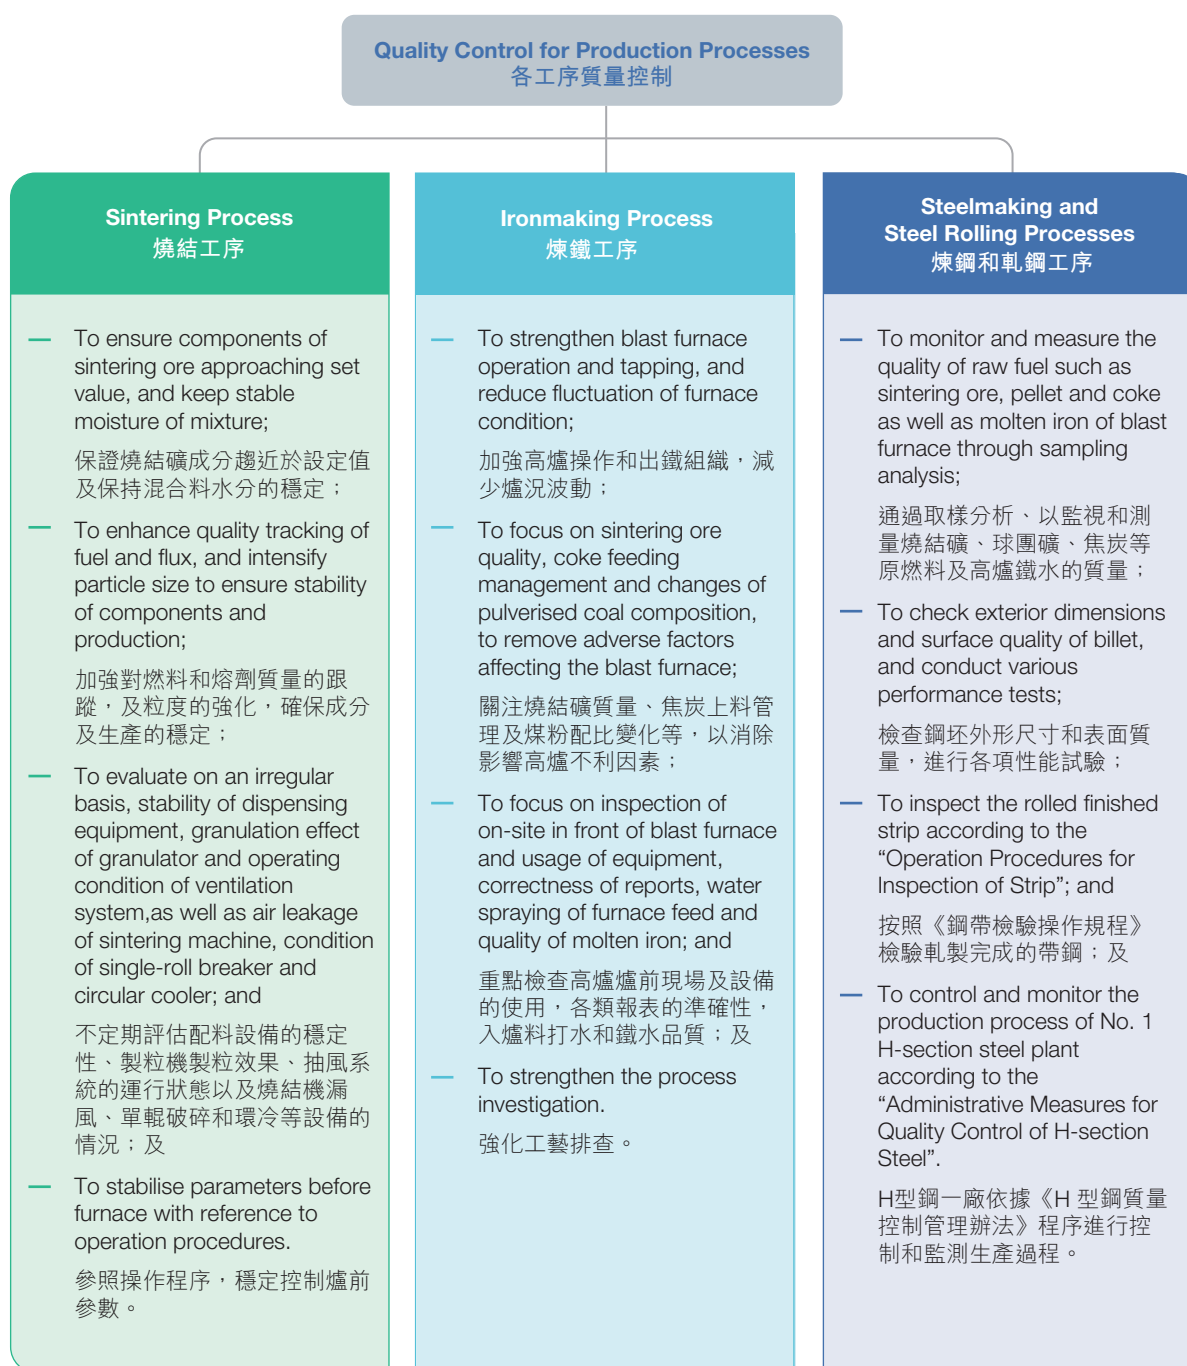 Quality Control for Production Processes
各工序質量控制
Sintering Process
燒結工序
To ensure components of
sintering ore approaching set
value, and keep stable
moisture of mixture;
保證燒結礦成分趨近於設定值
及保持混合料水分的穩定；
To enhance quality tracking of
fuel and flux, and intensify
particle size to ensure stability
of components and
production;
加強對燃料和熔劑質量的跟
蹤，及粒度的強化，確保成分
及生產的穩定；
To evaluate on an irregular
basis, stability of dispensing
equipment, granulation effect
of granulator and operating
condition of ventilation
system,as well as air leakage
of sintering machine, condition
of single-roll breaker and
circular cooler; and
不定期評估配料設備的穩定
性、製粒機製粒效果、抽風系
統的運行狀態以及燒結機漏
風、單輥破碎和環冷等設備的
情況；及
To stabilise parameters before
furnace with reference to
operation procedures.
參照操作程序，穩定控制爐前
參數。
Ironmaking Process
煉鐵工序
To strengthen blast furnace
operation and tapping, and
reduce fluctuation of furnace
condition;
加強高爐操作和出鐵組織，減
少爐況波動；
To focus on sintering ore
quality, coke feeding
management and changes of
pulverised coal composition,
to remove adverse factors
affecting the blast furnace;
關注燒結礦質量、焦炭上料管
理及煤粉配比變化等，以消除
影響高爐不利因素；
To focus on inspection of
on-site in front of blast furnace
and usage of equipment,
correctness of reports, water
spraying of furnace feed and
quality of molten iron; and
重點檢查高爐爐前現場及設備
的使用，各類報表的準確性，
入爐料打水和鐵水品質；及
To strengthen the process
investigation.
強化工藝排查。
Steelmaking and
Steel Rolling Processes
煉鋼和軋鋼工序
To monitor and measure the
quality of raw fuel such as
sintering ore, pellet and coke
as well as molten iron of blast
furnace through sampling
analysis;
通過取樣分析、以監視和測
量燒結礦、球團礦、焦炭等
原燃料及高爐鐵水的質量；
To check exterior dimensions
and surface quality of billet,
and conduct various
performance tests;
檢查鋼坯外形尺寸和表面質
量，進行各項性能試驗；
To inspect the rolled finished
strip according to the
“Operation Procedures for
Inspection of Strip”; and
按照《鋼帶檢驗操作規程》
檢驗軋製完成的帶鋼；及
To control and monitor the
production process of No. 1
H-section steel plant
according to the
“Administrative Measures for
Quality Control of H-section
Steel”.
H型鋼一廠依據《H 型鋼質量
控制管理辦法》程序進行控
制和監測生產過程。